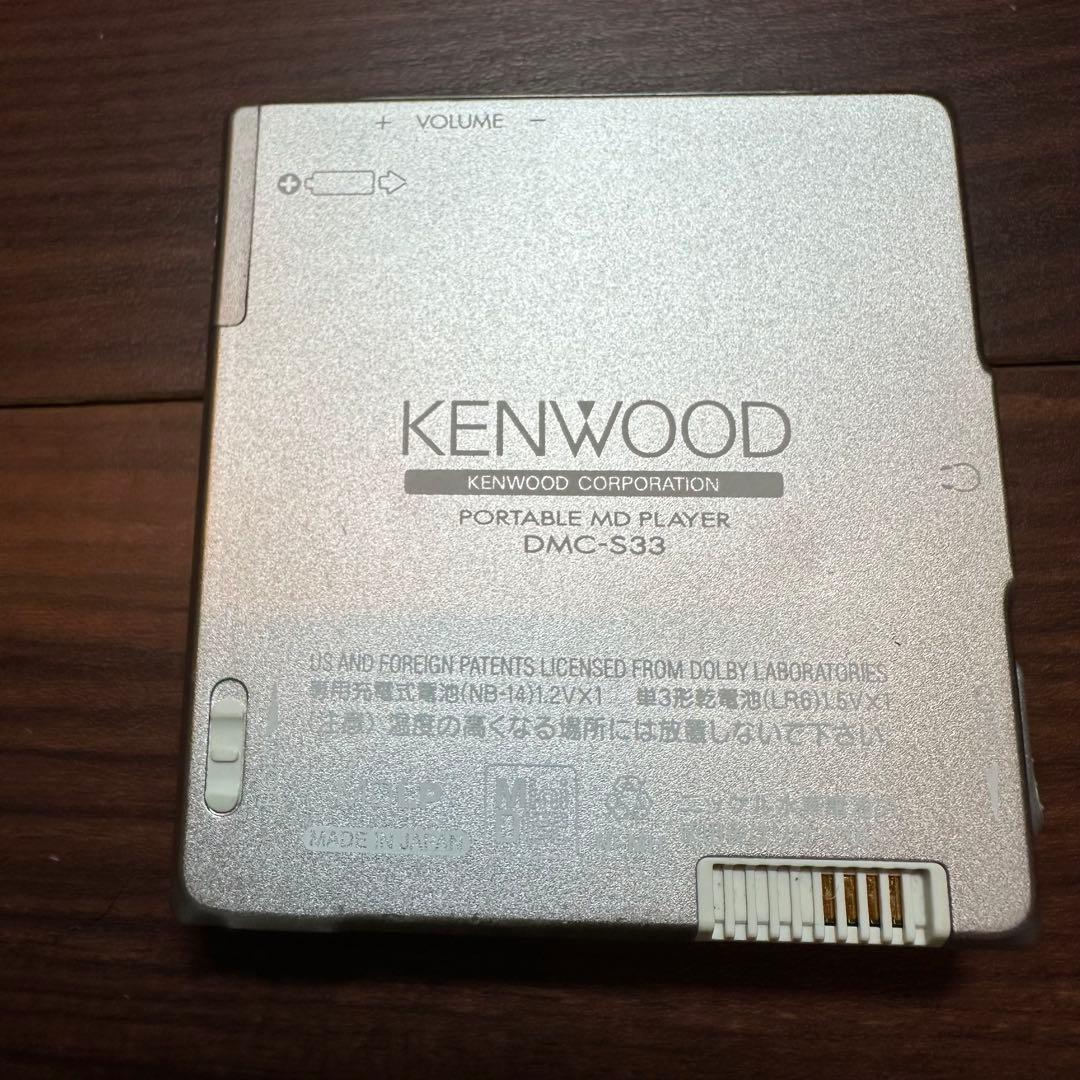 + VOLUME −
KENWOOD
KENWOOD CORPORATION
PORTABLE MD PLAYER
DMC-S33
US AND FOREIGN PATENTS LICENSED FROM DOLBY LABORATORIES
専用充電式電池(NB-14)1.2V×1 単3形乾電池(LR6)1.5V×1
(注意) 温度の高くなる場所には放置しないで下さい
LP
Mini
MADE IN JAPAN